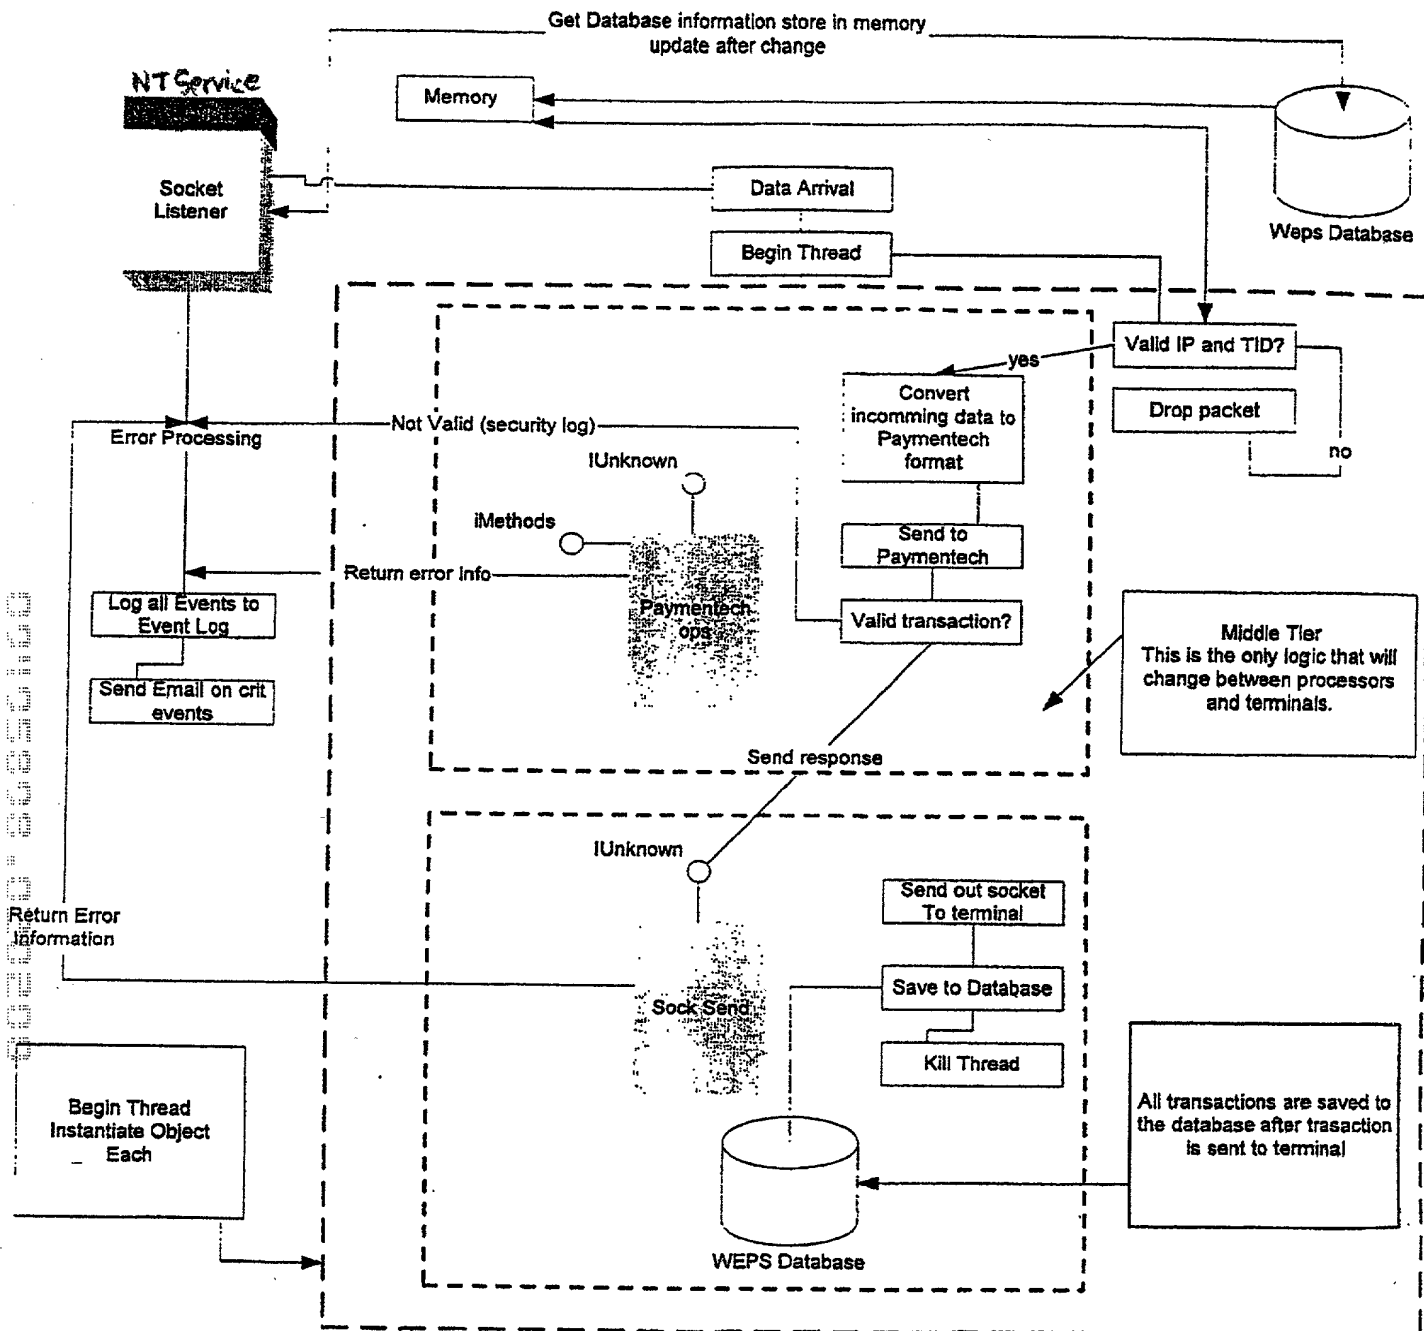 Get Database information store in memory
update after change
NT Service
Memory
Socket
Listener
Data Arrival
Weps Database
Begin Thread
Valid IP and TID?
yes
Convert
incomming data to
Paymentech
format
Drop packet
no
Not Valid (security log)
Error Processing
IUnknown
iMethods
Send to
Paymentech
Return error info
Log all Events to
Event Log
Paymentech
ops
Valid transaction?
Middle Tier
This is the only logic that will
change between processors
and terminals.
Send Email on crit
events
Send response
IUnknown
Send out socket
To terminal
Return Error
Information
Save to Database
Sock Send
Kill Thread
Begin Thread
Instantiate Object
Each
All transactions are saved to
the database after trasaction
is sent to terminal
WEPS Database